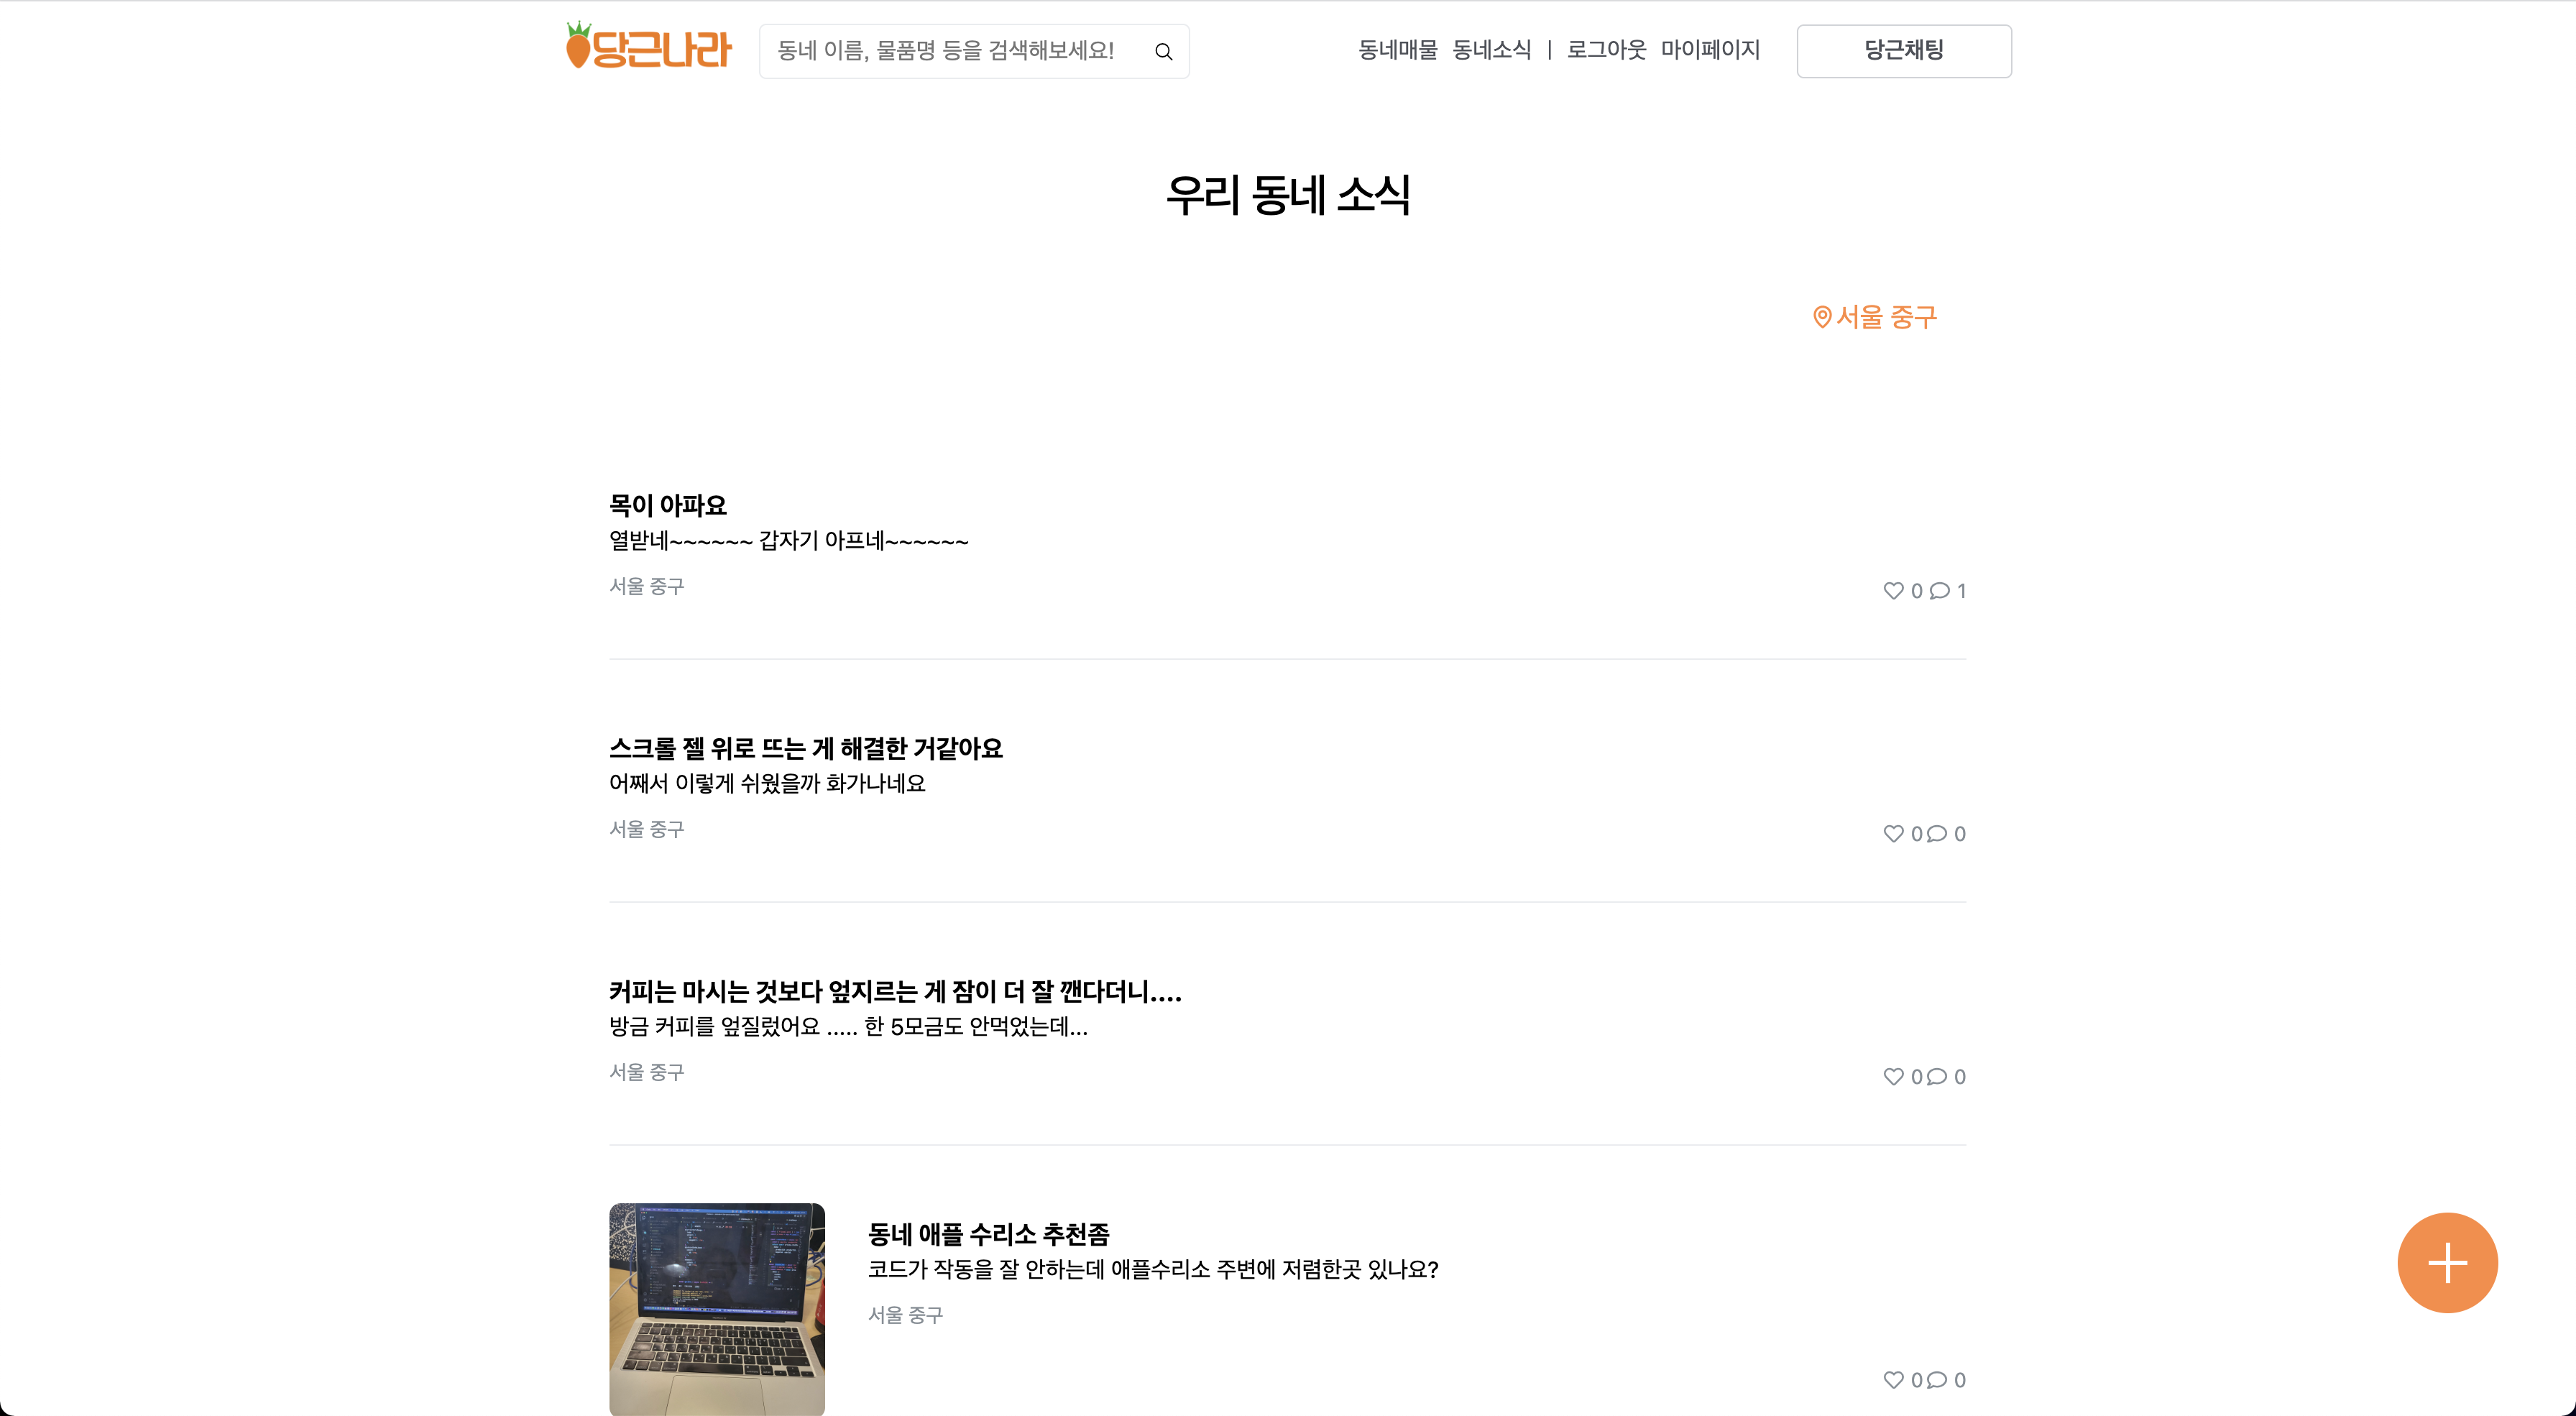 당근나라
동네 이름, 물품명 등을 검색해보세요!
동네매물 동네소식 | 로그아웃 마이페이지
당근채팅
우리 동네 소식
서울 중구
목이 아파요
열받네~~~~~~ 갑자기 아프네~~~~~~
서울 중구
0 1
스크롤 젤 위로 뜨는 게 해결한 거같아요
어째서 이렇게 쉬웠을까 화가나네요
서울 중구
0 0
커피는 마시는 것보다 엎지르는 게 잠이 더 잘 깬다더니....
방금 커피를 엎질렀어요 ..... 한 5모금도 안먹었는데...
서울 중구
0 0
동네 애플 수리소 추천좀
코드가 작동을 잘 안하는데 애플수리소 주변에 저렴한곳 있나요?
서울 중구
0 0